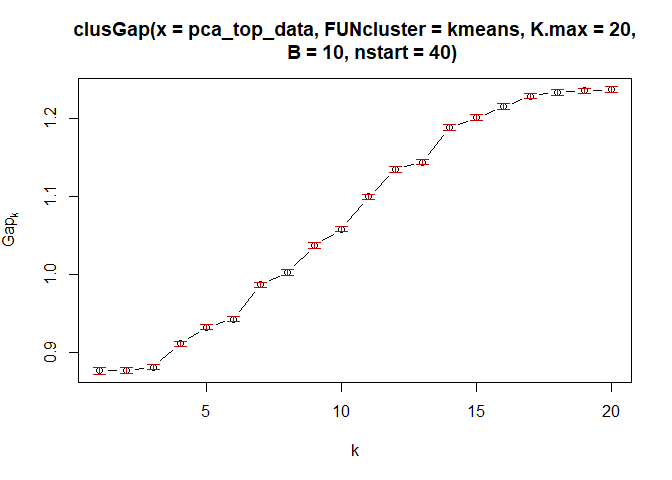 clusGap(x = pca_top_data, FUNcluster = kmeans, K.max = 20,
B = 10, nstart = 40)
1.2
1.1
1.0
0.9
Gapk
5 10 15 20
k